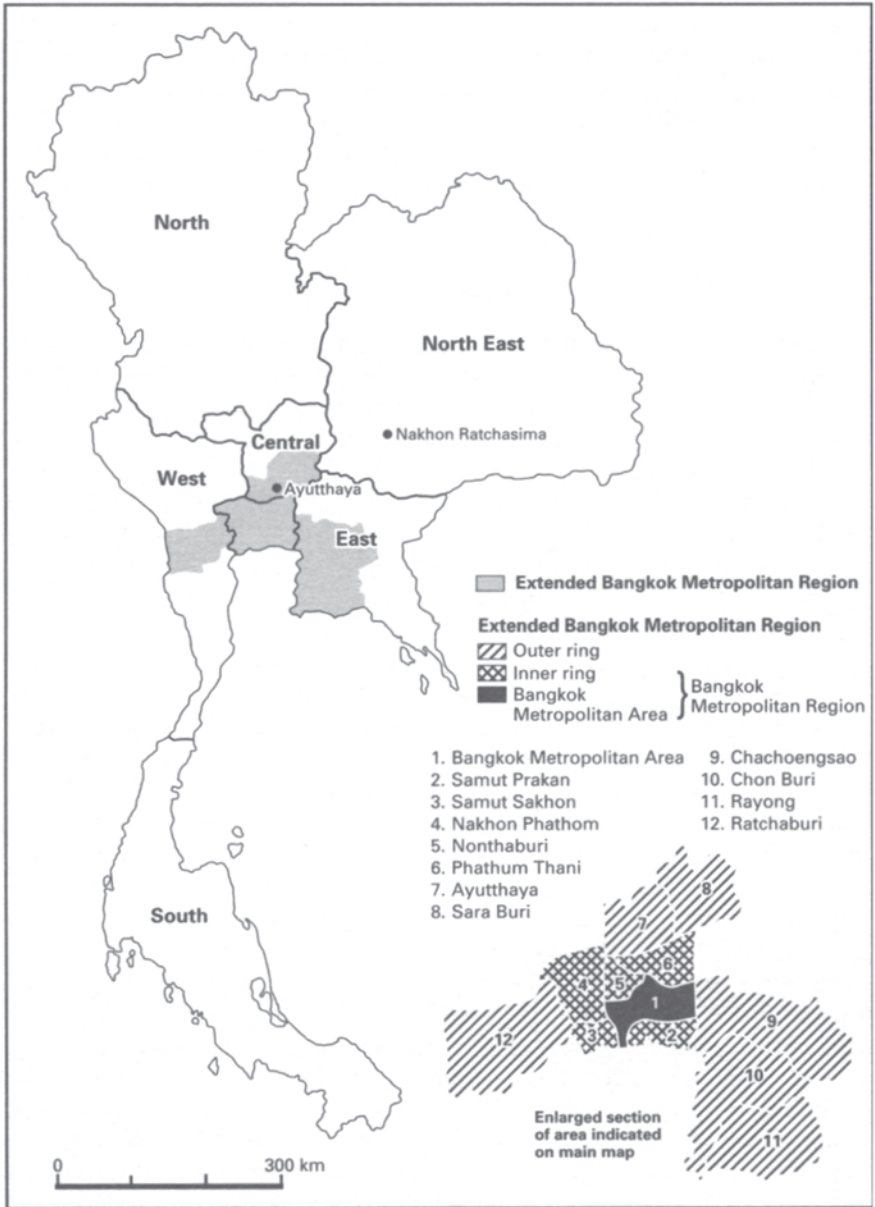 North
North East
Nakhon Ratchasima
Central
West
Ayutthaya
East
Extended Bangkok Metropolitan Region
Extended Bangkok Metropolitan Region
Outer ring
Inner ring
Bangkok
Metropolitan Area
Bangkok
Metropolitan Region
1. Bangkok Metropolitan Area
2. Samut Prakan
3. Samut Sakhon
4. Nakhon Phathom
5. Nonthaburi
6. Phathum Thani
7. Ayutthaya
8. Sara Buri
9. Chachoengsao
10. Chon Buri
11. Rayong
12. Ratchaburi
South
8
7
6
4
5
1
9
12
3
2
10
11
Enlarged section
of area indicated
on main map
0 300 km